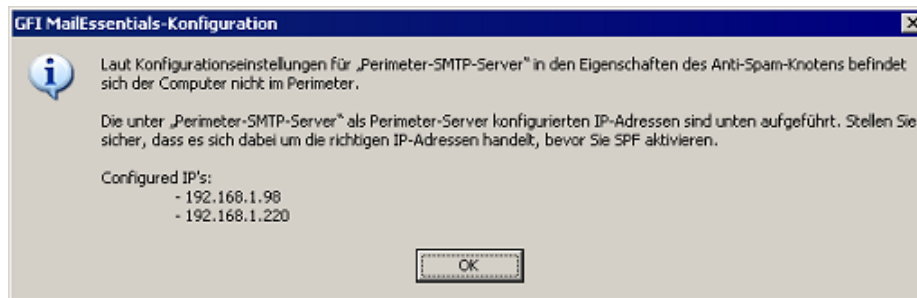 GFI MailEssentials-Konfiguration
Laut Konfigurationseinstellungen für „Perimeter-SMTP-Server“ in den Eigenschaften des Anti-Spam-Knotens befindet
sich der Computer nicht im Perimeter.
Die unter „Perimeter-SMTP-Server“ als Perimeter-Server konfigurierten IP-Adressen sind unten aufgeführt. Stellen Sie
sicher, dass es sich dabei um die richtigen IP-Adressen handelt, bevor Sie SPF aktivieren.
Configured IP's:
- 192.168.1.98
- 192.168.1.220
OK